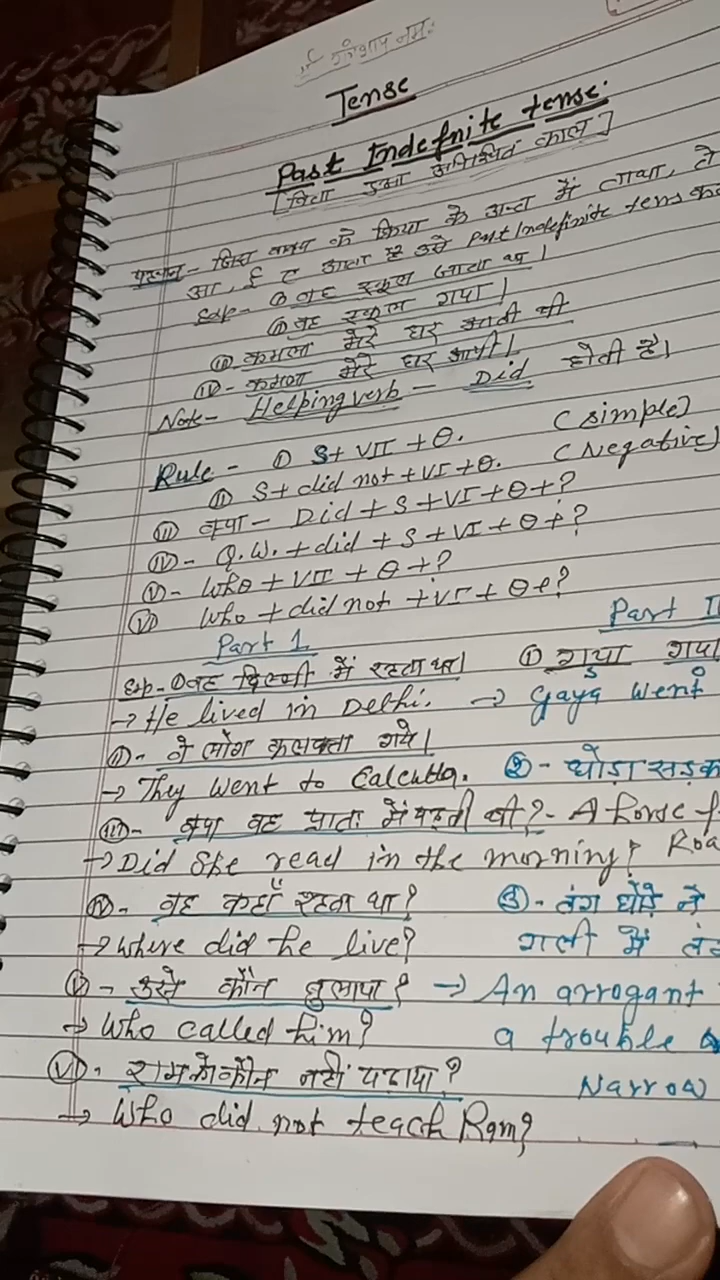 Tense
Past Indefnite tense.
[बिता हुआ अनिश्चित काल]
पहचान - जिस वाक्य के क्रिया के अन्त में ता था, ते
आ, ई ए आता है उसे Past Indefinite tens
Exp- ① वह स्कूल जाता था।
② वह स्कूल गया।
③ कमला मेरे घर आती थी
④ - कमला मेरे घर आयी।
Note- Helping verb - Did होती है।
Rule - ① S + VII + O. (Simple)
② S + did not + VI + O. (Negative)
③ क्या - Did + S + VI + O + ?
④ - Q.W. + did + S + VI + O + ?
⑤ - Who + VII + O + ?
⑥ Who + did not + VI + O + ?
Part 1
Exp- ① वह दिल्ली में रहता था।
→ He lived in Delhi.
② - वे लोग कलकत्ता गये।
→ They went to Calcutta.
③ - क्या वह प्रातः में पढ़ती थी?
→ Did She read in the morning?
④ - वह कहाँ रहता था?
→ Where did he live?
⑤ - उसे कौन बुलाया?
→ Who called him?
⑥ - राम को कौन नहीं पढ़ाया?
→ Who did not teach Ram?
Part II
① गया गया
→ Gaya went
② - घोड़ा सड़क
- A horse
Roa
③ - तंग घोड़े ने
गली में तं
→ An arrogant
a trouble
Narrow